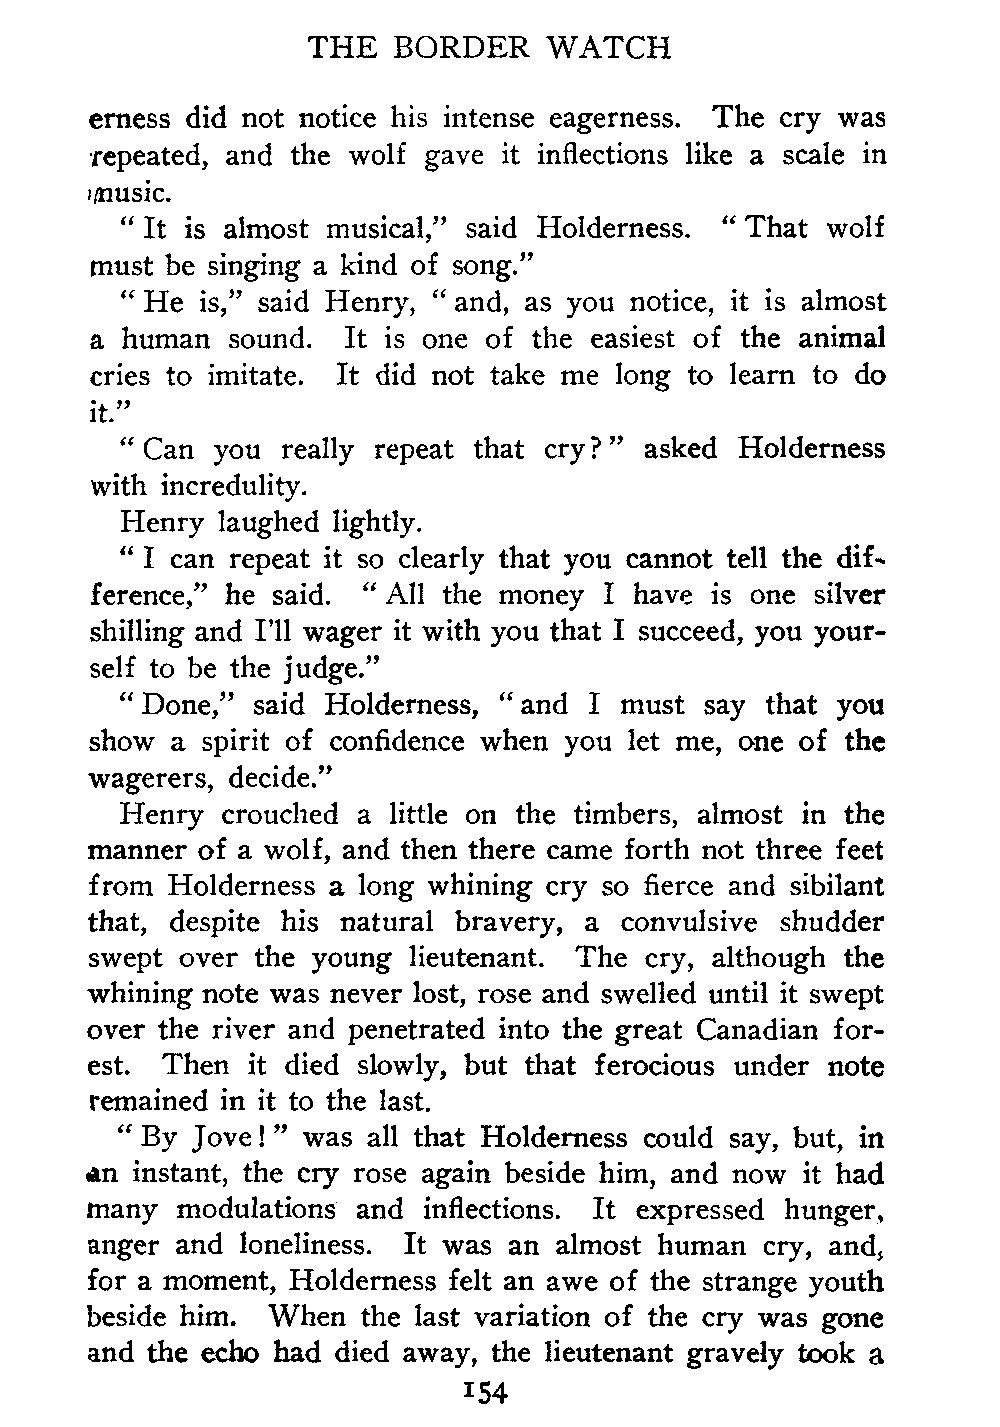 THE BORDER WATCH
erness did not notice his intense eagerness. The cry was
repeated, and the wolf gave it inflections like a scale in
music.
“ It is almost musical,” said Holderness. “ That wolf
must be singing a kind of song.”
“ He is,” said Henry, “ and, as you notice, it is almost
a human sound. It is one of the easiest of the animal
cries to imitate. It did not take me long to learn to do
it.”
“ Can you really repeat that cry? ” asked Holderness
with incredulity.
Henry laughed lightly.
“ I can repeat it so clearly that you cannot tell the dif-
ference,” he said. “ All the money I have is one silver
shilling and I’ll wager it with you that I succeed, you your-
self to be the judge.”
“ Done,” said Holderness, “ and I must say that you
show a spirit of confidence when you let me, one of the
wagerers, decide.”
Henry crouched a little on the timbers, almost in the
manner of a wolf, and then there came forth not three feet
from Holderness a long whining cry so fierce and sibilant
that, despite his natural bravery, a convulsive shudder
swept over the young lieutenant. The cry, although the
whining note was never lost, rose and swelled until it swept
over the river and penetrated into the great Canadian for-
est. Then it died slowly, but that ferocious under note
remained in it to the last.
“ By Jove! ” was all that Holderness could say, but, in
an instant, the cry rose again beside him, and now it had
many modulations and inflections. It expressed hunger,
anger and loneliness. It was an almost human cry, and,
for a moment, Holderness felt an awe of the strange youth
beside him. When the last variation of the cry was gone
and the echo had died away, the lieutenant gravely took a
154